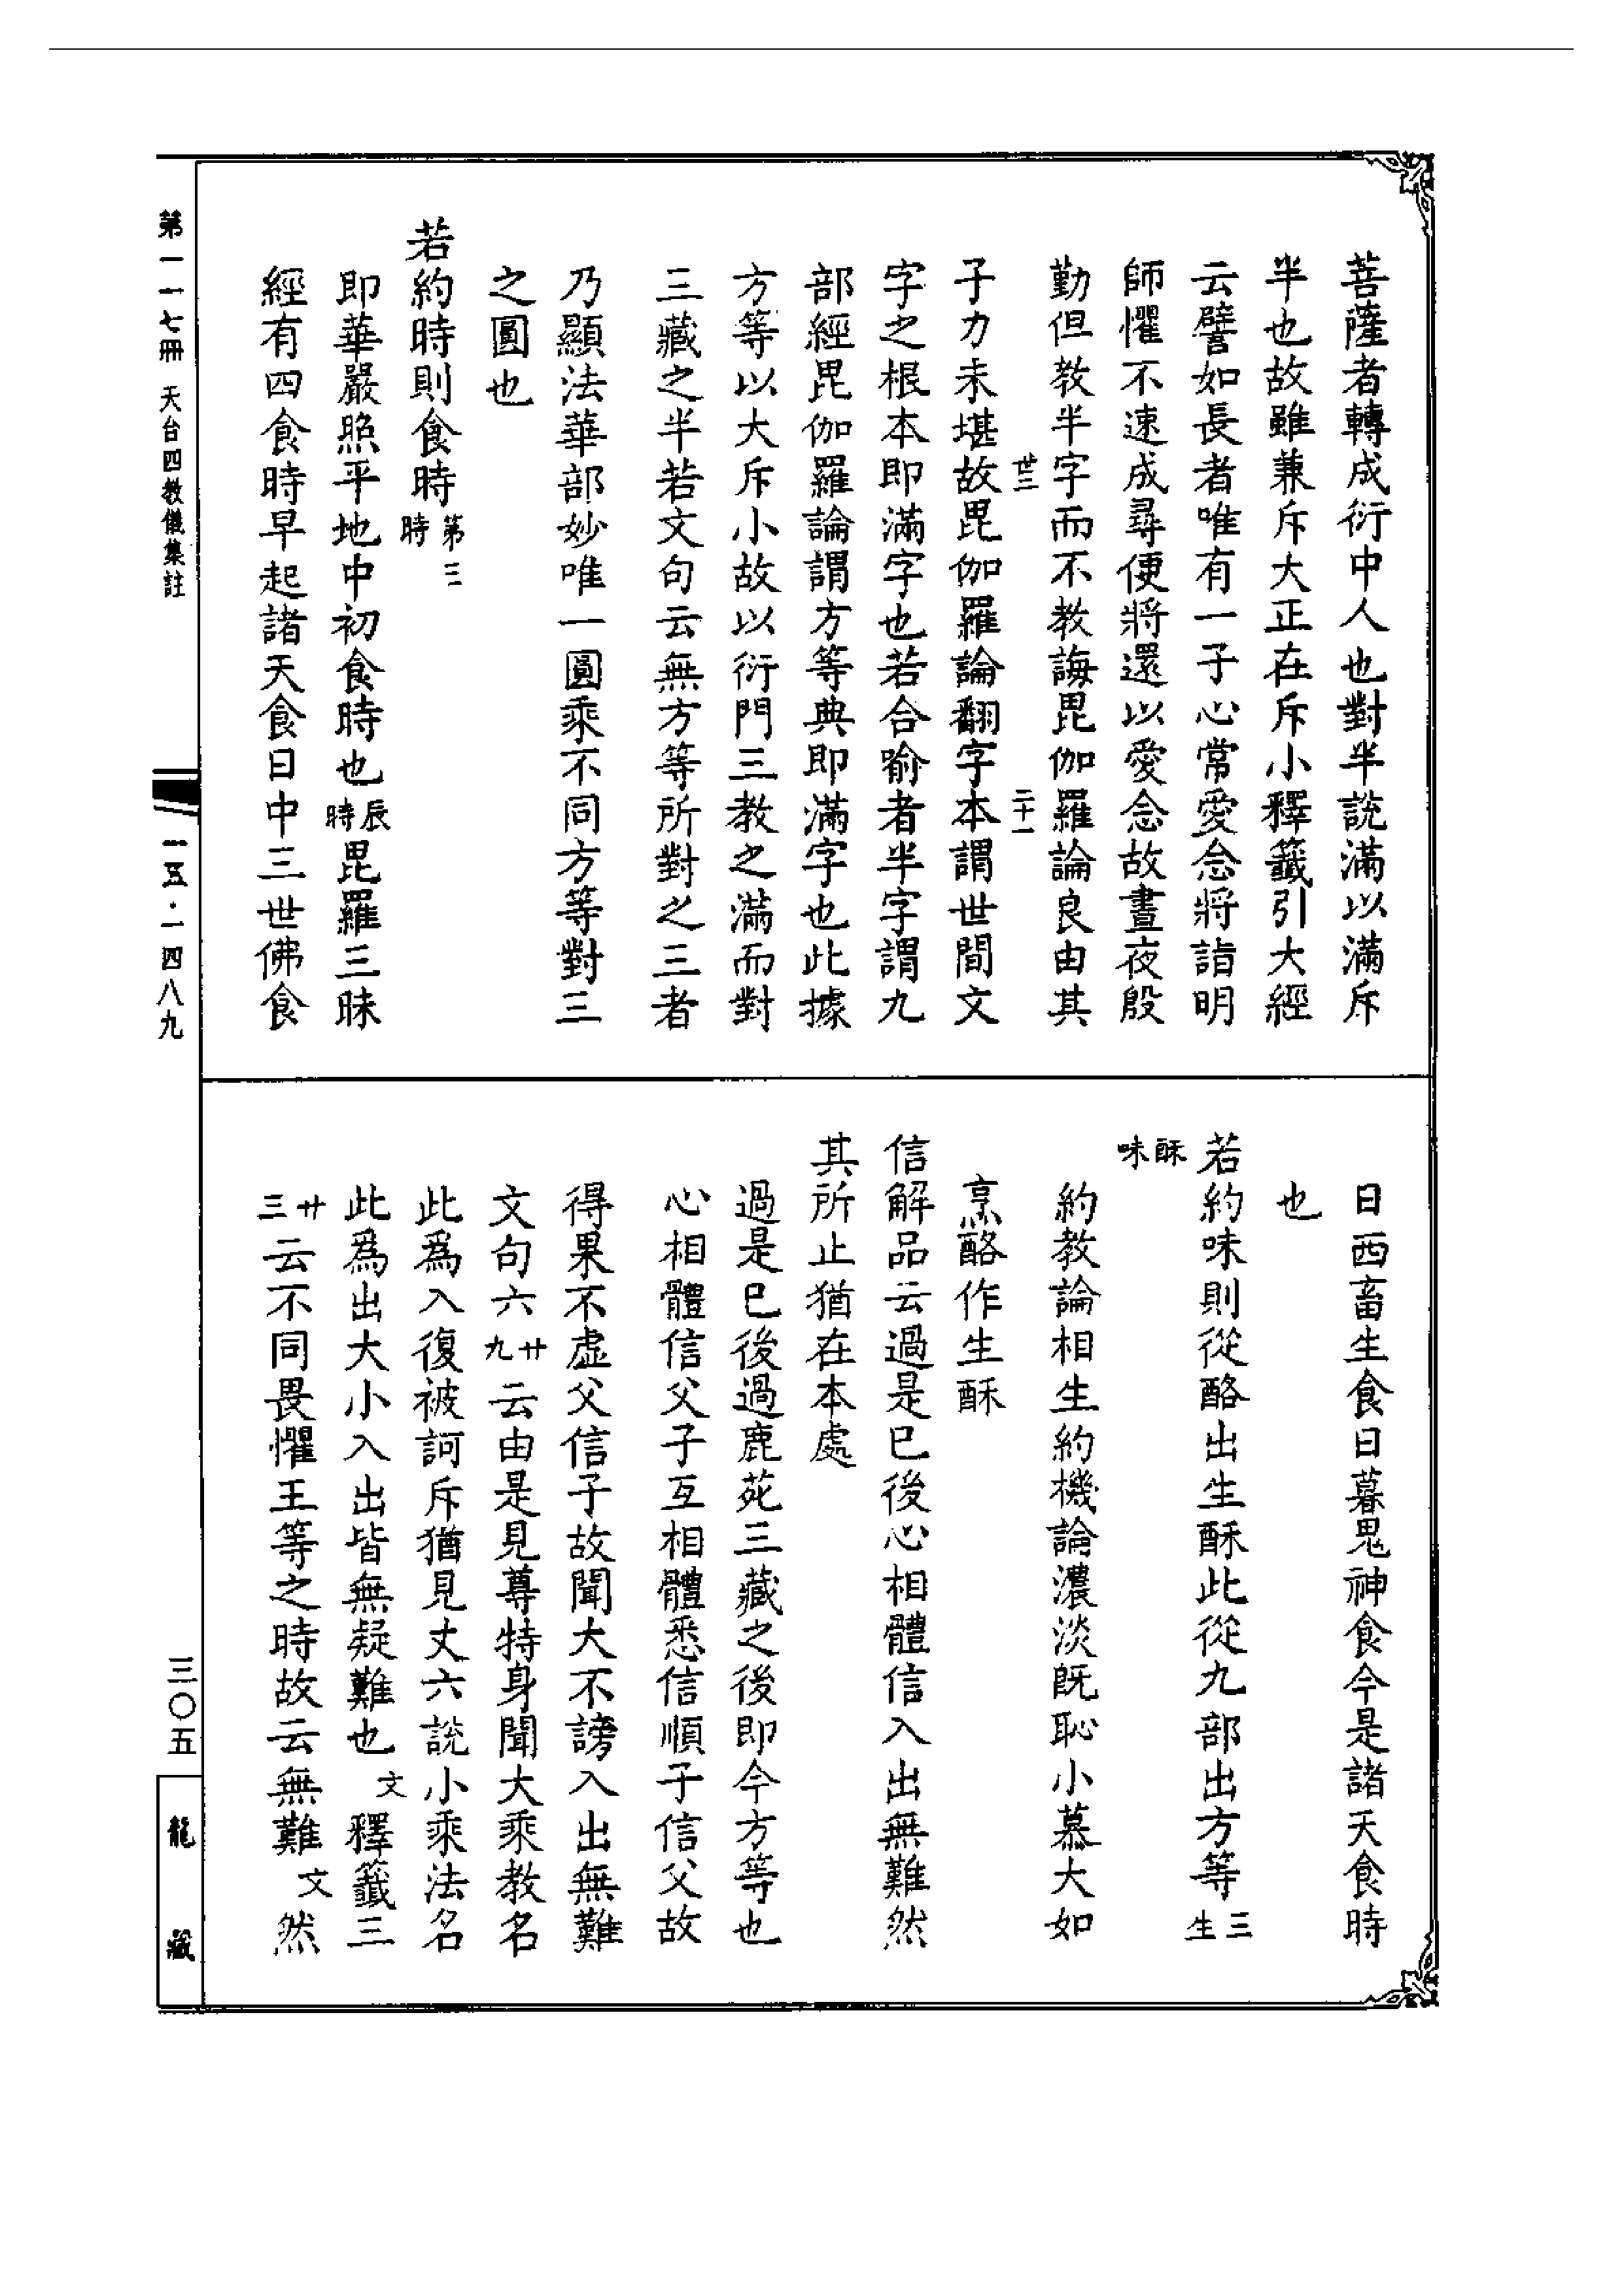 菩薩者轉成衍中人也對半說滿以滿斥
半也故雖兼斥大正在斥小釋籤引大經
云譬如長者唯有一子心常愛念將詣明
師懼不速成尋便將還以愛念故晝夜殷
勤但教半字而不教誨毘伽羅論良由其
世三
二十一
子力未堪故毘伽羅論翻字本謂世間文
字之根本即滿字也若合喻者半字謂九
部經毘伽羅論謂方等典即滿字也此據
方等以大斥小故以衍門三教之滿而對
三藏之半若文句云無方等所對之三者
乃顯法華部妙唯一圓乘不同方等對三
之圓也
若約時則食時第三時
即華嚴照平地中初食時也辰時毘羅三昧
經有四食時早起諸天食日中三世佛食
日西畜生食日暮鬼神食今是諸天食時
也
若約味則從酪出生酥此從九部出方等三生
酥味
約教論相生約機論濃淡既恥小慕大如
烹酪作生酥
信解品云過是已後心相體信入出無難然
其所止猶在本處
過是已後過鹿苑三藏之後即今方等也
心相體信父子互相體悉信順子信父故
得果不虛父信子故聞大不謗入出無難
文句六廿九云由是見尊特身聞大乘教名
此為入復被訶斥猶見丈六說小乘法名
此為出大小入出皆無疑難也文釋籤三
廿三云不同畏懼王等之時故云無難文然
第一一七冊 天台四教儀集註
一五·一四八九
三〇五
龍藏